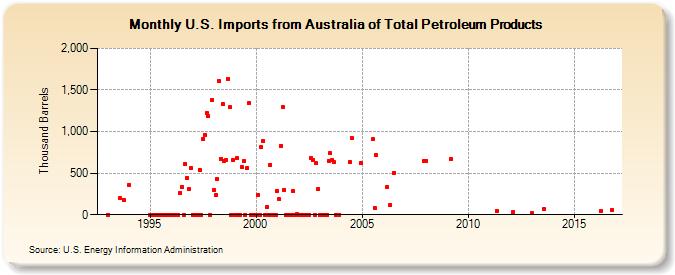 Monthly U.S. Imports from Australia of Total Petroleum Products
Thousand Barrels
2,000
1,500
1,000
500
0
1995 2000 2005 2010 2015
Source: U.S. Energy Information Administration